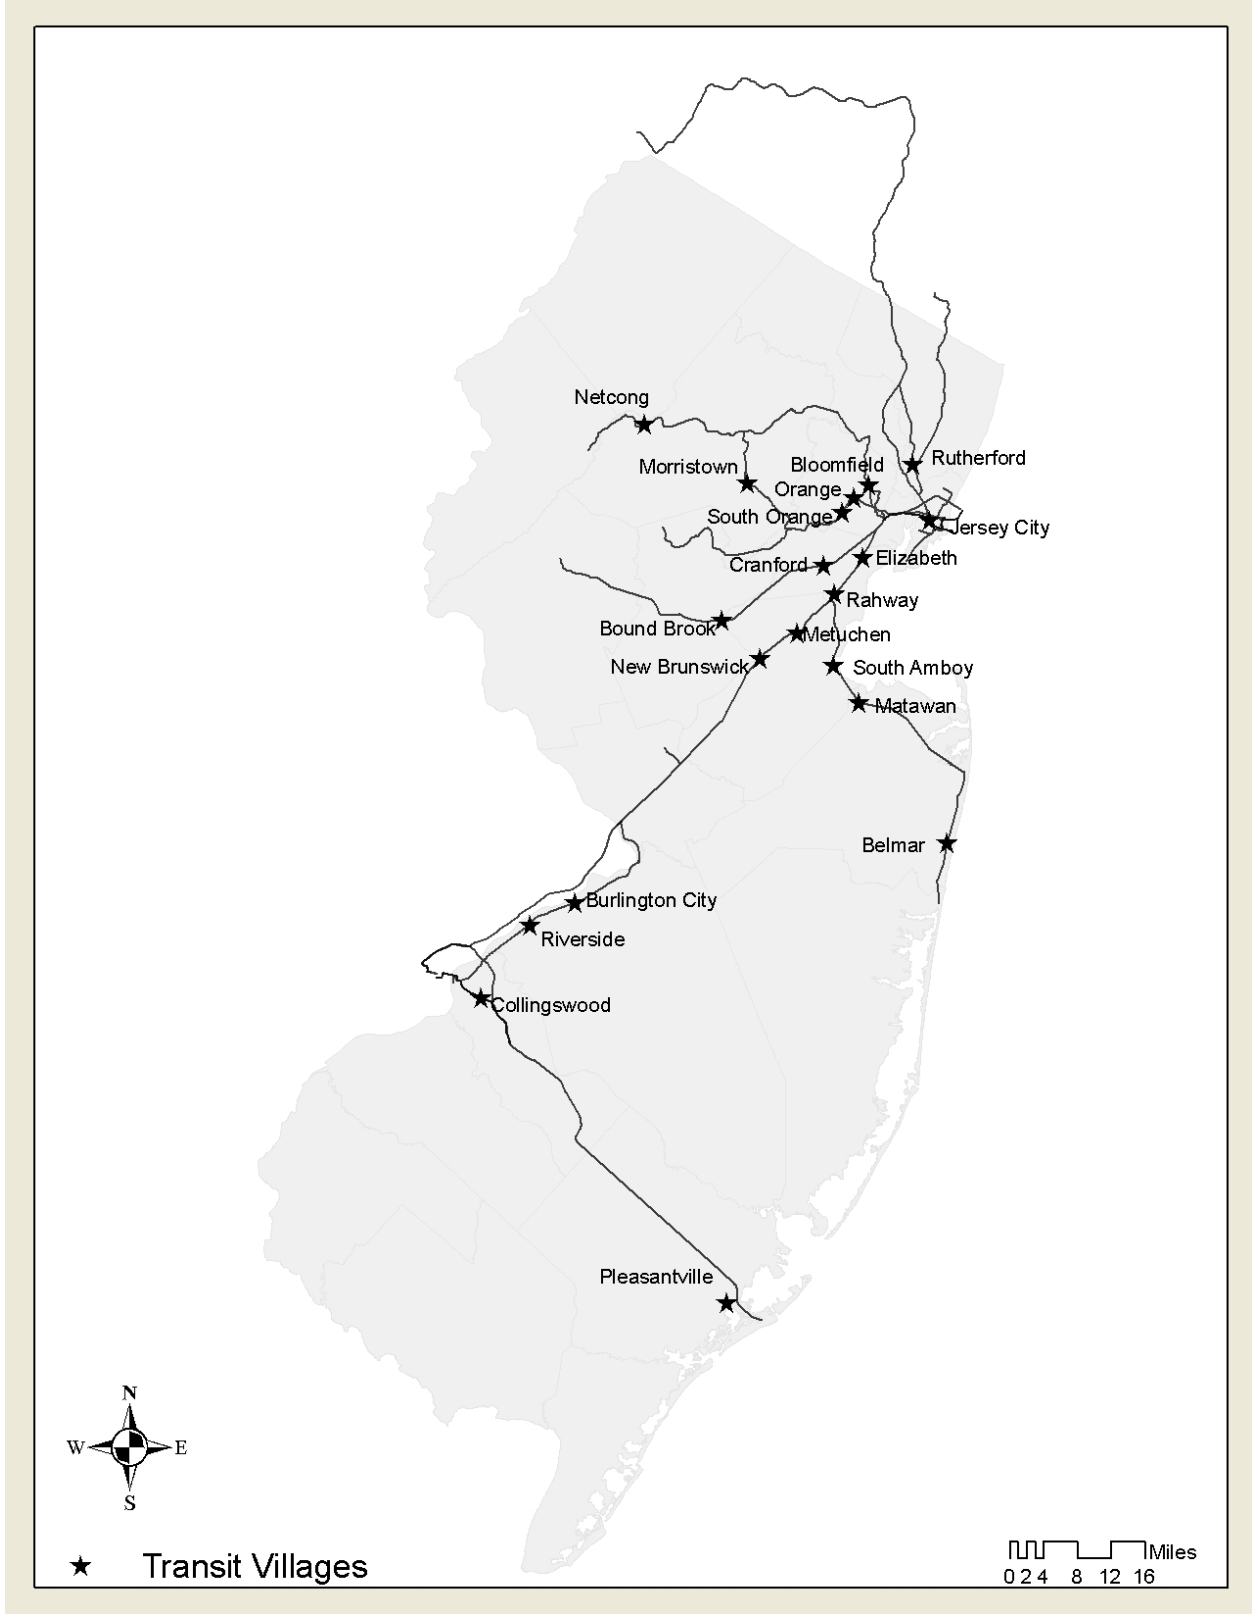 Netcong
Rutherford
Bloomfield
Morristown
Orange
South Orange
Jersey City
Elizabeth
Cranford
Rahway
Bound Brook
Metuchen
New Brunswick
South Amboy
Matawan
Belmar
Burlington City
Riverside
Collingswood
Pleasantville
N
W E
S
Transit Villages
Miles
0 2 4 8 12 16